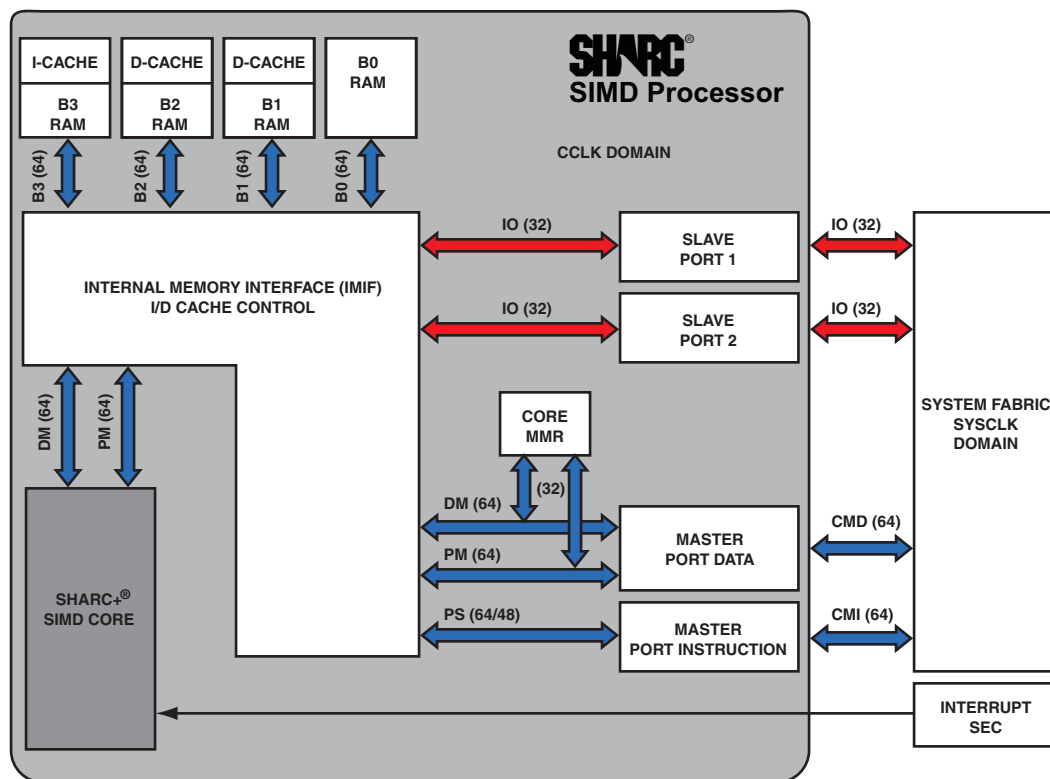 SHARC®
SIMD Processor
CCLK DOMAIN
I-CACHE
B3
RAM
D-CACHE
B2
RAM
D-CACHE
B1
RAM
B0
RAM
B3 (64)
B2 (64)
B1 (64)
B0 (64)
INTERNAL MEMORY INTERFACE (IMIF)
I/D CACHE CONTROL
IO (32)
SLAVE
PORT 1
IO (32)
IO (32)
SLAVE
PORT 2
IO (32)
SYSTEM FABRIC
SYSCLK
DOMAIN
DM (64)
PM (64)
CORE
MMR
(32)
DM (64)
PM (64)
MASTER
PORT DATA
CMD (64)
PS (64/48)
MASTER
PORT INSTRUCTION
CMI (64)
SHARC+®
SIMD CORE
INTERRUPT
SEC